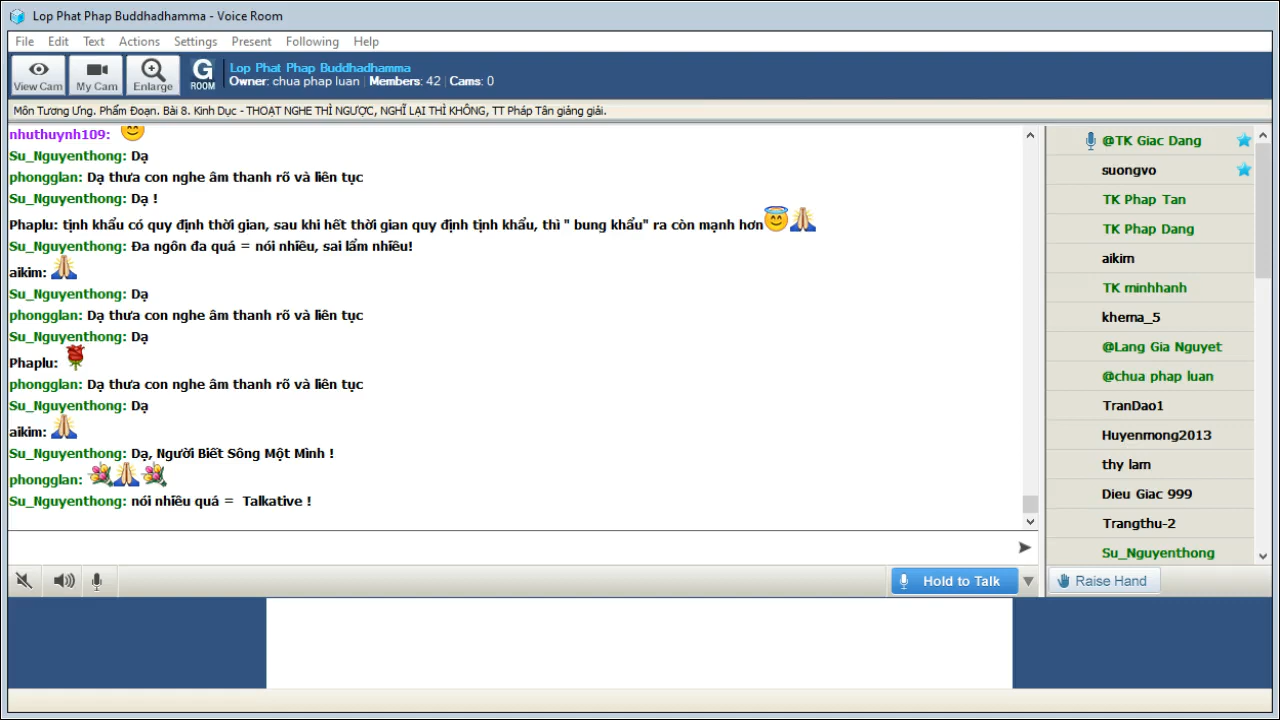 Lop Phat Phap Buddhadhamma - Voice Room
File Edit Text Actions Settings Present Following Help
View Cam My Cam Enlarge G ROOM
Lop Phat Phap Buddhadhamma
Owner: chua phap luan Members: 42 Cams: 0
Môn Tương Ưng. Phẩm Đoạn. Bài 8. Kinh Dục - THOẠT NGHE THÌ NGƯỢC, NGHĨ LẠI THÌ KHÔNG, TT Pháp Tân giảng giải.
nhuthuynh109:
Su_Nguyenthong: Dạ
phongglan: Dạ thưa con nghe âm thanh rõ và liên tục
Su_Nguyenthong: Dạ !
Phaplu: tịnh khẩu có quy định thời gian, sau khi hết thời gian quy định tịnh khẩu, thì " bung khẩu" ra còn mạnh hơn
Su_Nguyenthong: Đa ngôn đa quá = nói nhiêu, sai lẩm nhiêu!
aikim:
Su_Nguyenthong: Dạ
phongglan: Dạ thưa con nghe âm thanh rõ và liên tục
Su_Nguyenthong: Dạ
Phaplu:
phongglan: Dạ thưa con nghe âm thanh rõ và liên tục
Su_Nguyenthong: Dạ
aikim:
Su_Nguyenthong: Dạ, Người Biết Sông Một Mình !
phongglan:
Su_Nguyenthong: nói nhiêu quá = Talkative !
@TK Giac Dang
suongvo
TK Phap Tan
TK Phap Dang
aikim
TK minhhanh
khema_5
@Lang Gia Nguyet
@chua phap luan
TranDao1
Huyenmong2013
thy lam
Dieu Giac 999
Trangthu-2
Su_Nguyenthong
Hold to Talk
Raise Hand